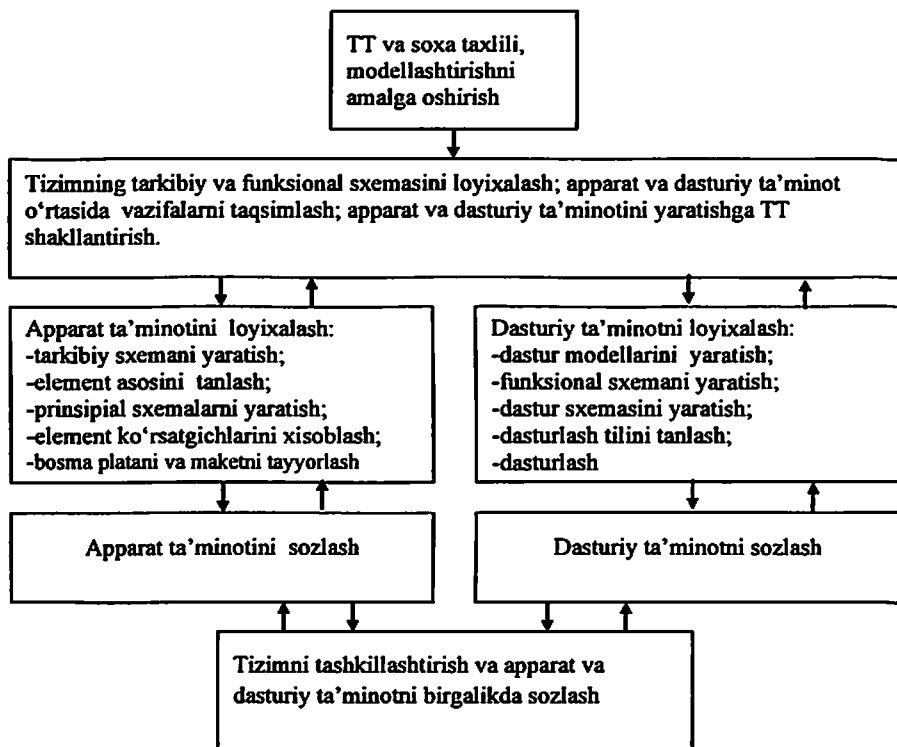 TT va soxa taxlili,
modellashtirishni
amalga oshirish
Tizimning tarkibiy va funksional sxemasini loyixalash; apparat va dasturiy ta’minot
o‘rtasida vazifalarni taqsimlash; apparat va dasturiy ta’minotini yaratishga TT
shakllantirish.
Apparat ta’minotini loyixalash:
-tarkibiy sxemani yaratish;
-element asosini tanlash;
-prinsipial sxemalarni yaratish;
-element ko‘rsatgichlarini xisoblash;
-bosma platani va maketni tayyorlash
Dasturiy ta’minotni loyixalash:
-dastur modellarini yaratish;
-funksional sxemani yaratish;
-dastur sxemasini yaratish;
-dasturlash tilini tanlash;
-dasturlash
Apparat ta’minotini sozlash
Dasturiy ta’minotni sozlash
Tizimni tashkillashtirish va apparat va
dasturiy ta’minotni birgalikda sozlash